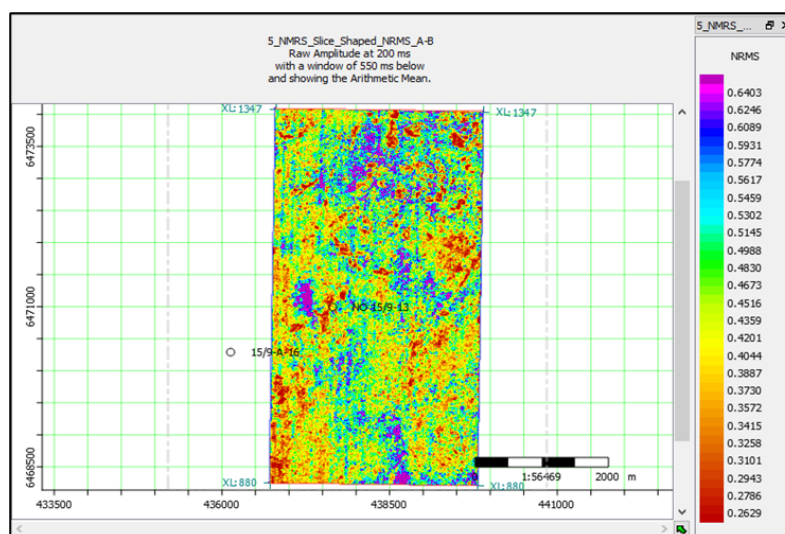 5_NMRS_Slice_Shaped_NRMS_A-B
Raw Amplitude at 200 ms
with a window of 550 ms below
and showing the Arithmetic Mean.
5_NMRS_...
NRMS
0.6403
0.6246
0.6089
0.5931
0.5774
0.5617
0.5459
0.5302
0.5145
0.4988
0.4830
0.4673
0.4516
0.4359
0.4201
0.4044
0.3887
0.3730
0.3572
0.3415
0.3258
0.3101
0.2943
0.2786
0.2629
XL:1347
XL:1347
6473500
6471000
6468500
NO 15/9-13
15/9-A-16
XL:880
XL:880
1:56469
2000 m
433500
436000
438500
441000